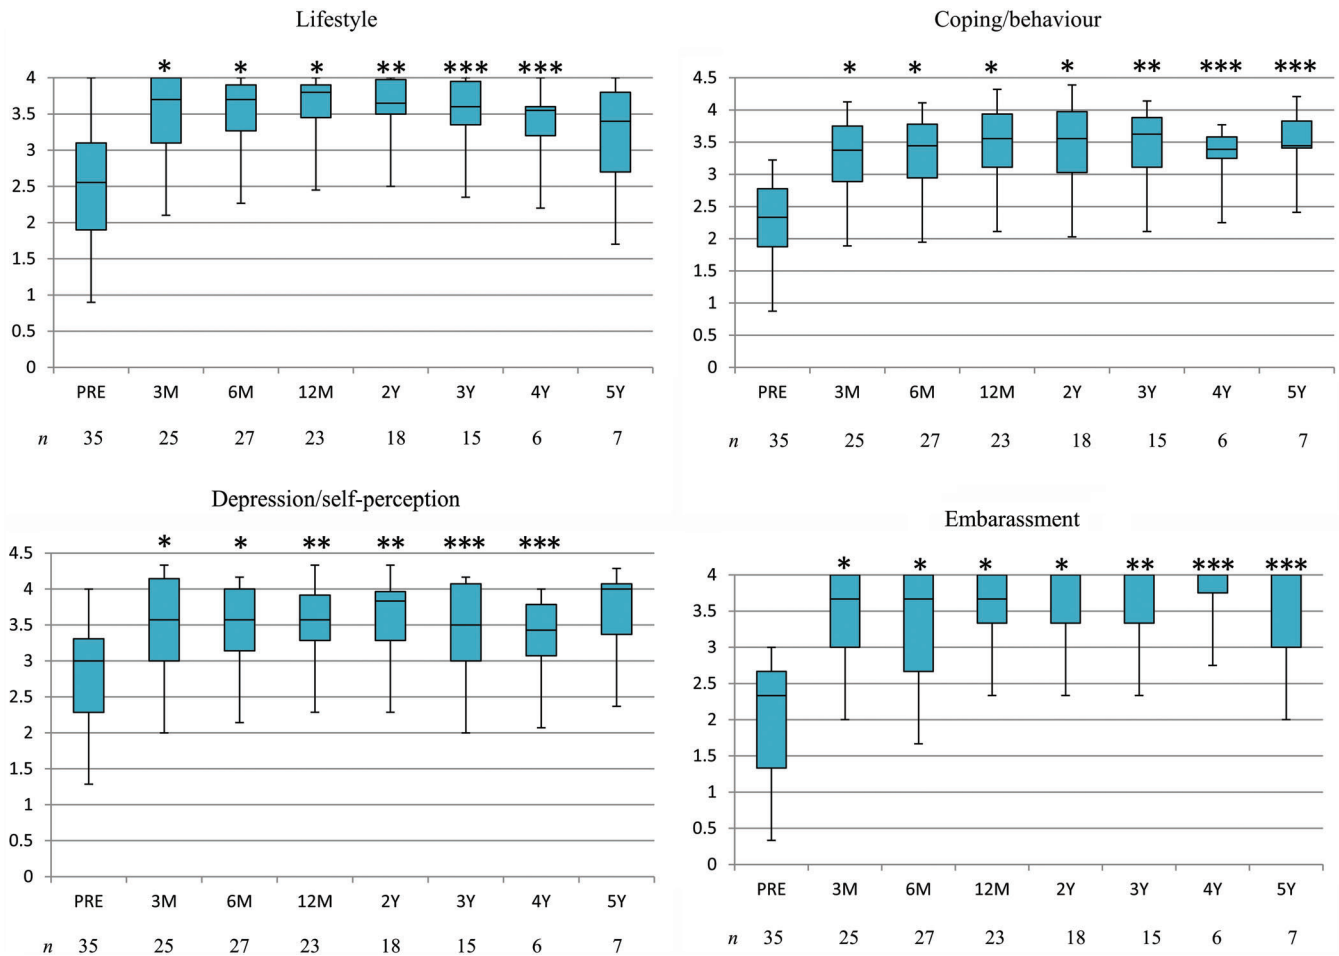 Lifestyle
* * * ** *** ***
4
3.5
3
2.5
2
1.5
1
0.5
0
PRE 3M 6M 12M 2Y 3Y 4Y 5Y
n 35 25 27 23 18 15 6 7
Coping/behaviour
* * * * ** *** ***
4.5
4
3.5
3
2.5
2
1.5
1
0.5
0
PRE 3M 6M 12M 2Y 3Y 4Y 5Y
n 35 25 27 23 18 15 6 7
Depression/self-perception
* * ** ** *** ***
4.5
4
3.5
3
2.5
2
1.5
1
0.5
0
PRE 3M 6M 12M 2Y 3Y 4Y 5Y
n 35 25 27 23 18 15 6 7
Embarassment
* * * * ** *** ***
4
3.5
3
2.5
2
1.5
1
0.5
0
PRE 3M 6M 12M 2Y 3Y 4Y 5Y
n 35 25 27 23 18 15 6 7